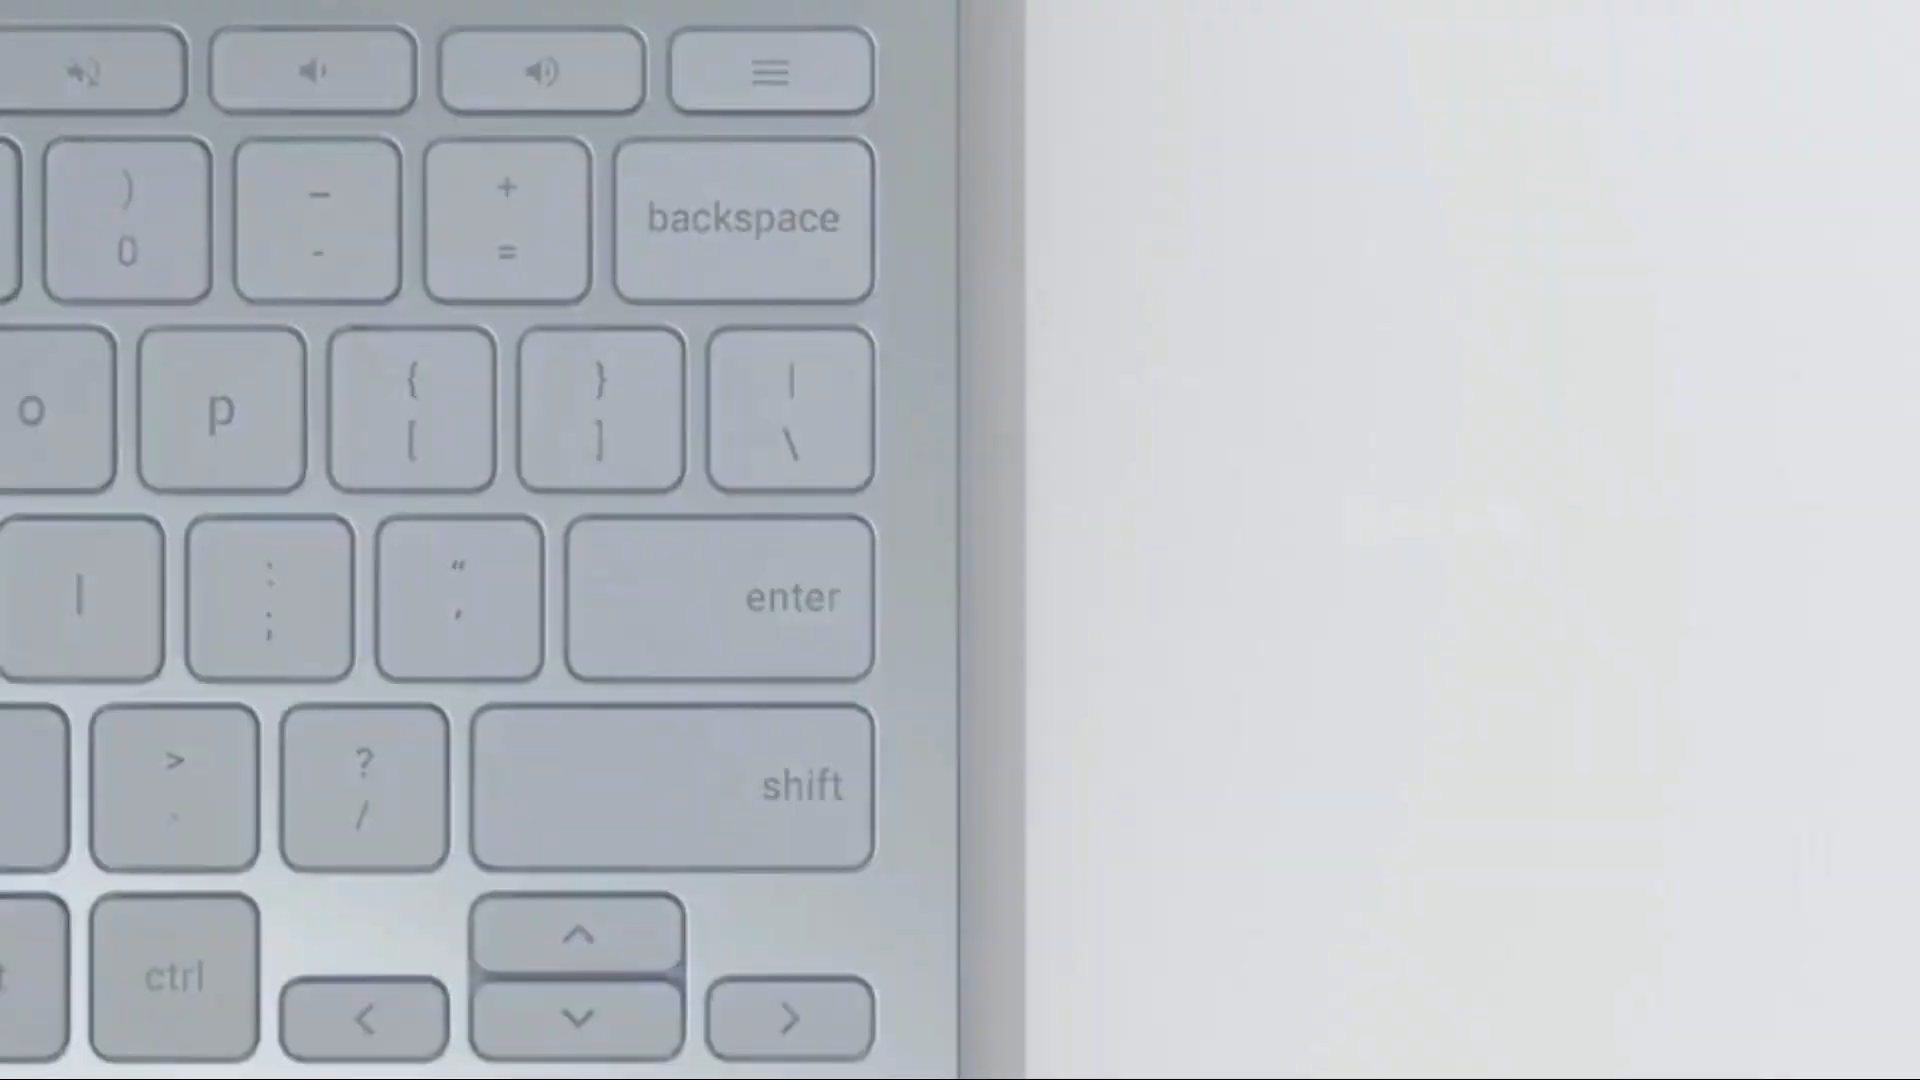 )
0
–
-
+
=
backspace
o
p
{
[
}
]
|
\
l
:
;
“
‘
enter
>
.
?
/
shift
ctrl